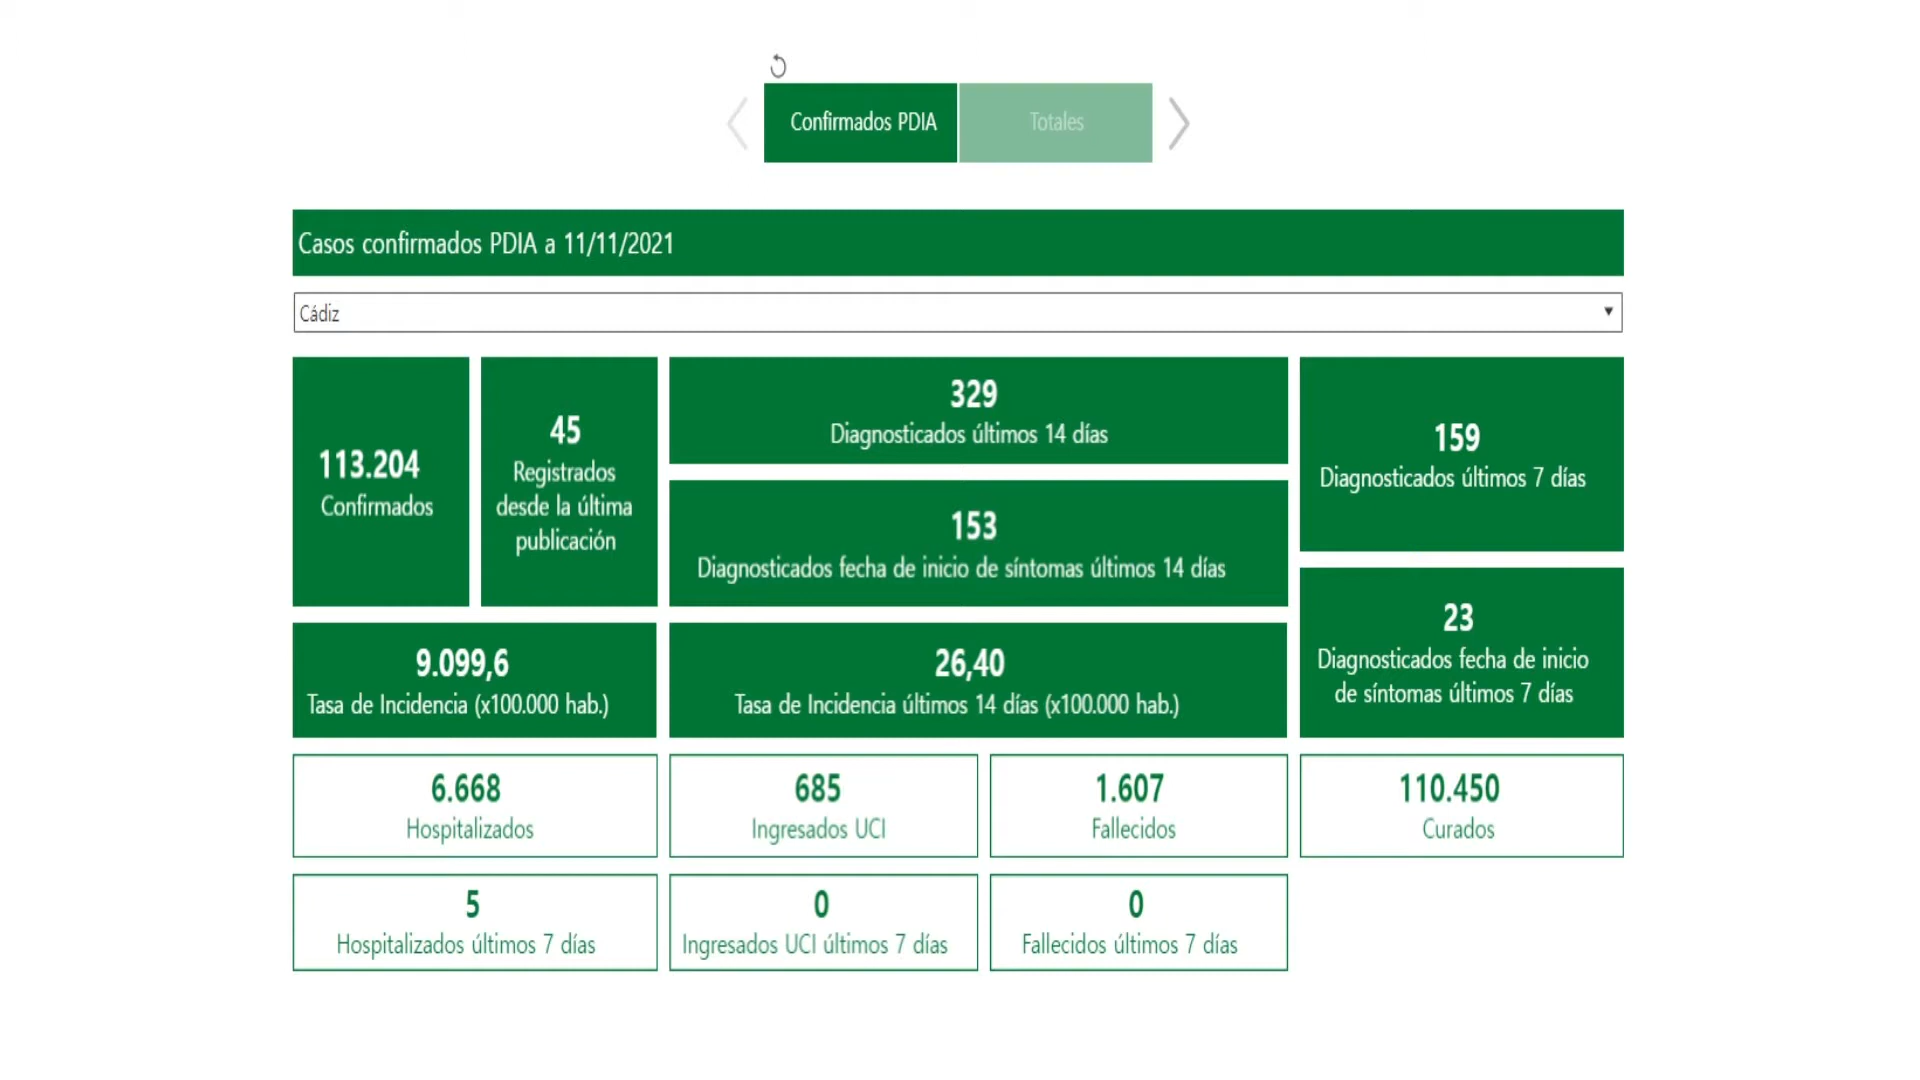 Confirmados PDIA
Totales
Casos confirmados PDIA a 11/11/2021
Cádiz
113.204
Confirmados
45
Registrados
desde la última
publicación
329
Diagnosticados últimos 14 días
153
Diagnosticados fecha de inicio de síntomas últimos 14 días
159
Diagnosticados últimos 7 días
23
Diagnosticados fecha de inicio
de síntomas últimos 7 días
9.099,6
Tasa de Incidencia (x100.000 hab.)
26,40
Tasa de Incidencia últimos 14 días (x100.000 hab.)
6.668
Hospitalizados
685
Ingresados UCI
1.607
Fallecidos
110.450
Curados
5
Hospitalizados últimos 7 días
0
Ingresados UCI últimos 7 días
0
Fallecidos últimos 7 días